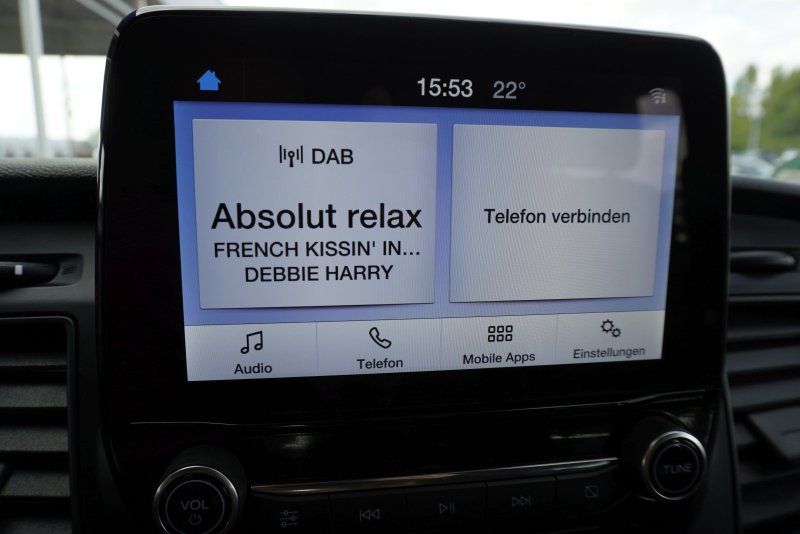 15:53 22°
DAB
Absolut relax
FRENCH KISSIN' IN...
DEBBIE HARRY
Telefon verbinden
Audio
Telefon
Mobile Apps
Einstellungen
VOL
TUNE